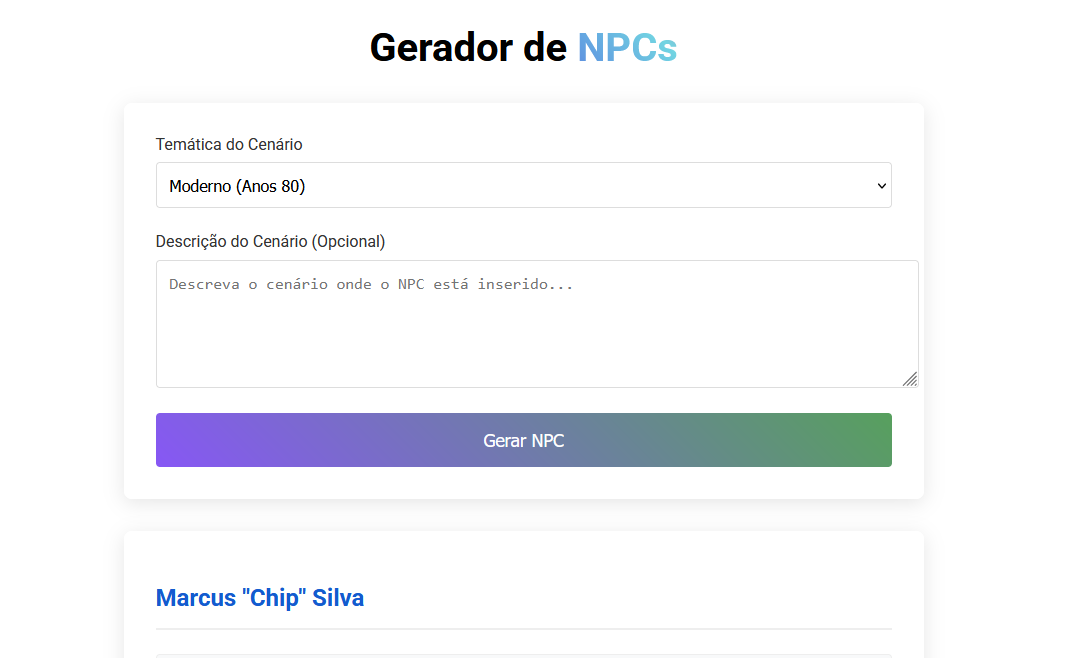 Gerador de NPCs
Temática do Cenário
Moderno (Anos 80)
Descrição do Cenário (Opcional)
Descreva o cenário onde o NPC está inserido...
Gerar NPC
Marcus "Chip" Silva